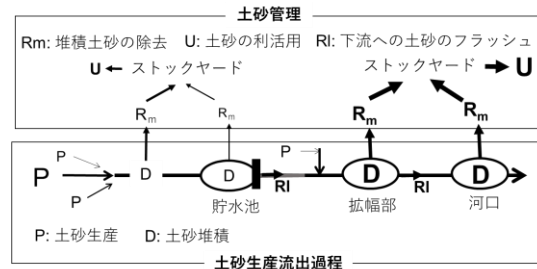 土砂管理
Rm: 堆積土砂の除去 U: 土砂の利活用 Rl: 下流への土砂のフラッシュ
U ストックヤード ストックヤード U
Rm Rm Rm Rm
P P P
P D D Rl D Rl D
貯水池 拡幅部 河口
P: 土砂生産 D: 土砂堆積
土砂生産流出過程